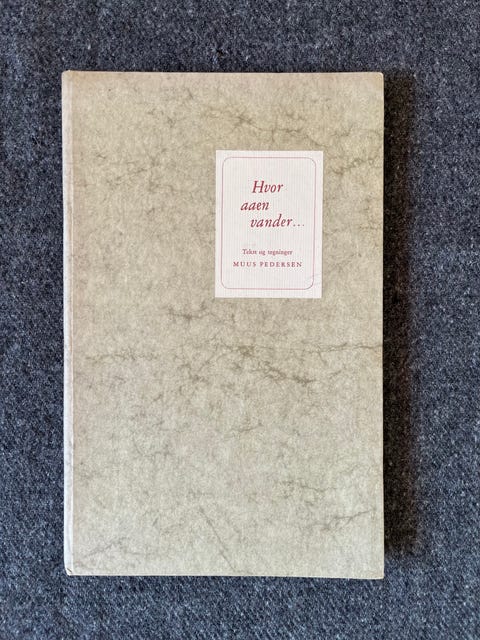 Hvor
aaen
vander...
Tekst og tegninger
MUUS PEDERSEN